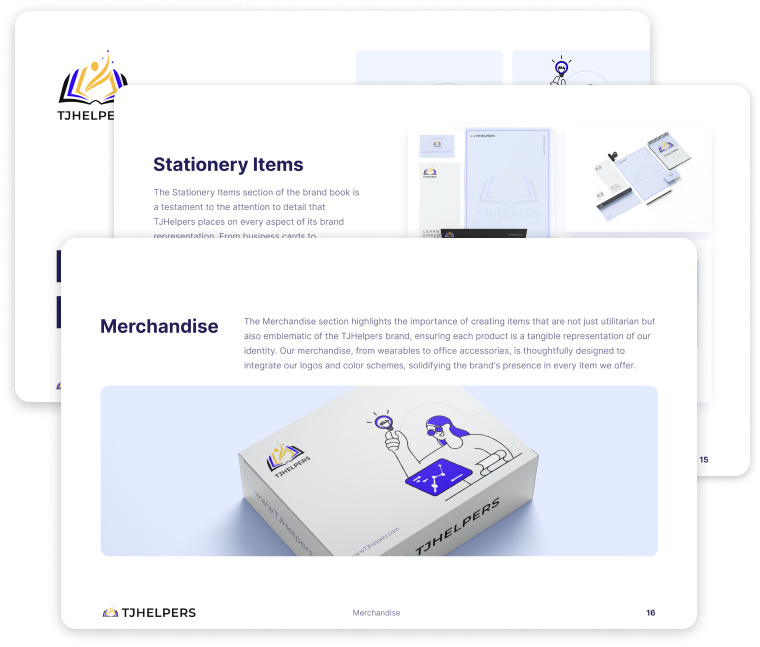 TJHELPE
Stationery Items
The Stationery Items section of the brand book is
a testament to the attention to detail that
TJHelpers places on every aspect of its brand
representation. From business cards to
TJHELPERS
TJHELPERS
15
Merchandise
The Merchandise section highlights the importance of creating items that are not just utilitarian but
also emblematic of the TJHelpers brand, ensuring each product is a tangible representation of our
identity. Our merchandise, from wearables to office accessories, is thoughtfully designed to
integrate our logos and color schemes, solidifying the brand's presence in every item we offer.
TJHELPERS
www.TJHelpers
www.TJHelpers.com
TJHELPERS
TJHELPERS
Merchandise
16